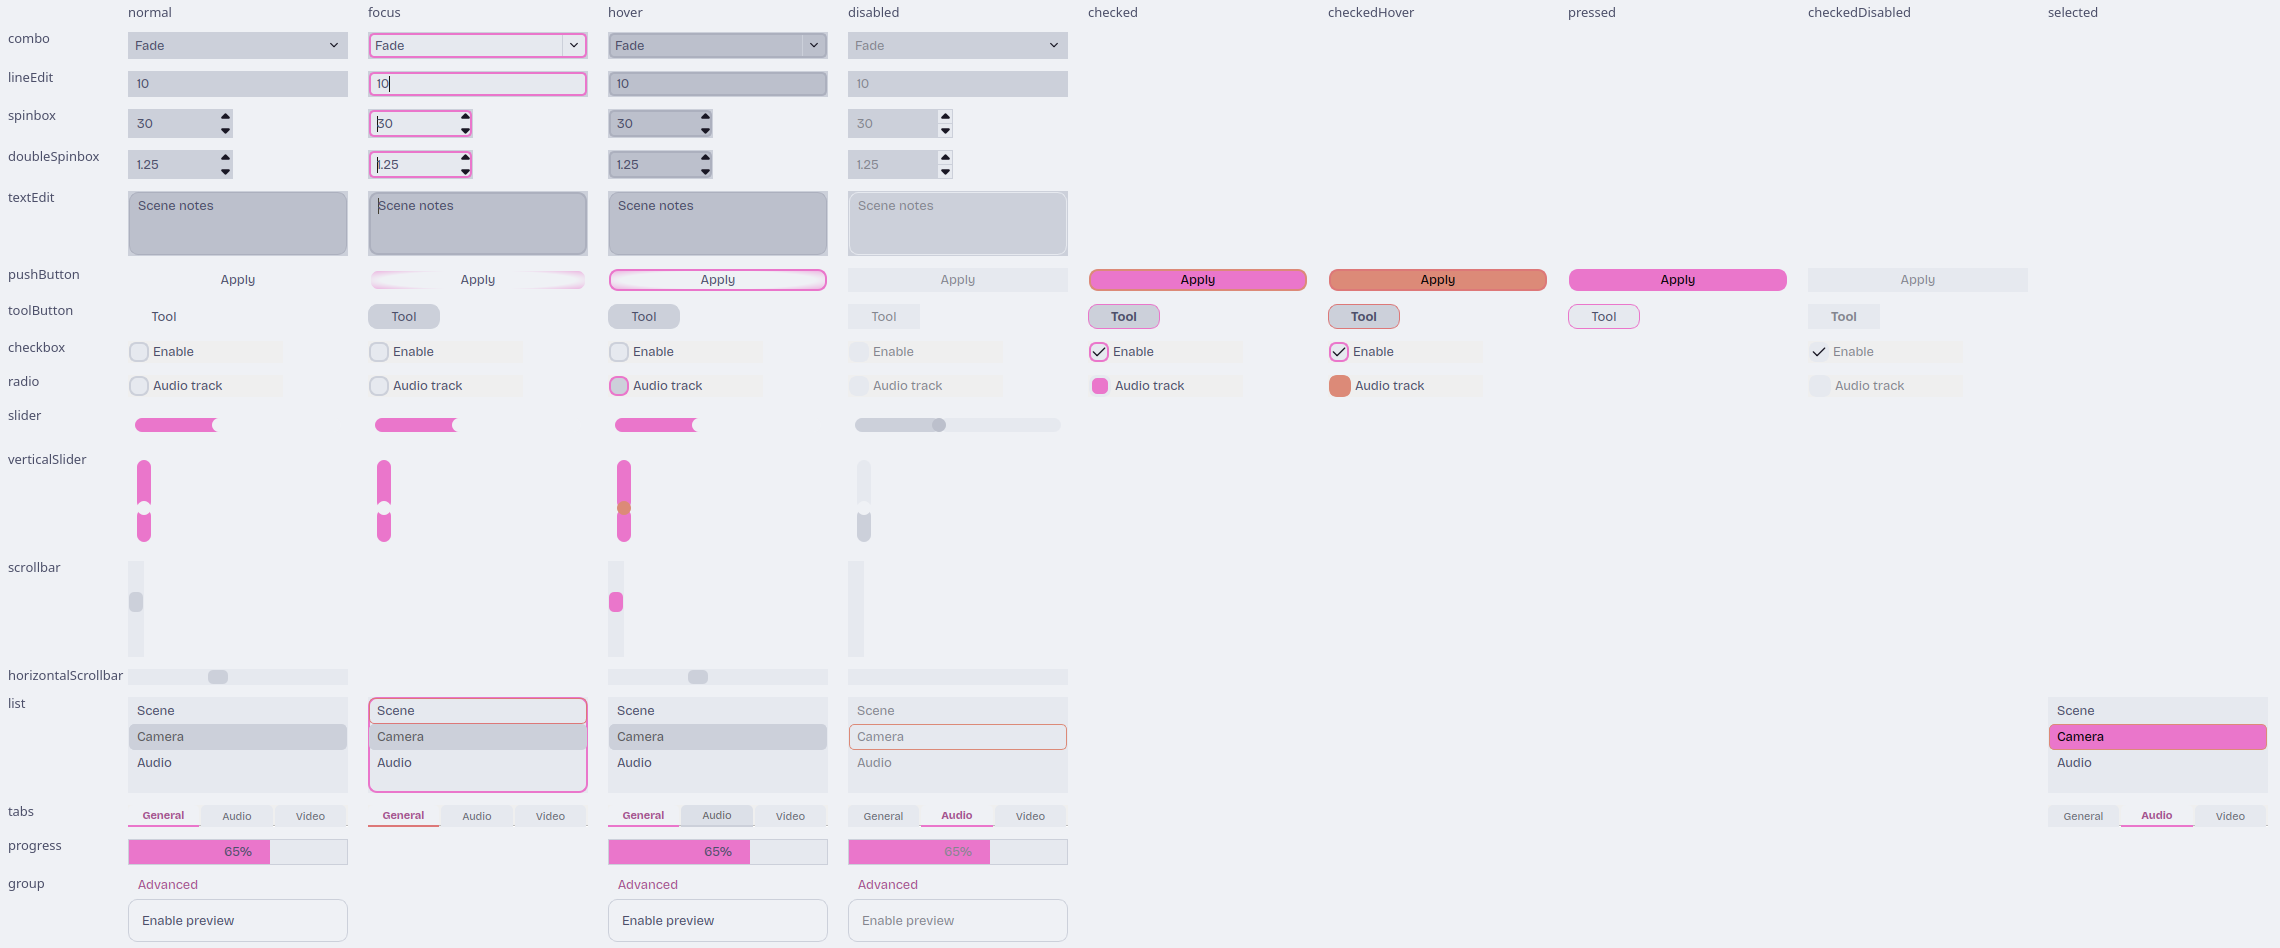 normal focus hover disabled checked checkedHover pressed checkedDisabled selected
combo Fade Fade Fade Fade
lineEdit 10 10 10 10
spinbox 30 30 30 30
doubleSpinbox 1.25 1.25 1.25 1.25
textEdit Scene notes Scene notes Scene notes Scene notes
pushButton Apply Apply Apply Apply Apply Apply Apply Apply
toolButton Tool Tool Tool Tool Tool Tool Tool Tool
checkbox Enable Enable Enable Enable Enable Enable Enable
radio Audio track Audio track Audio track Audio track Audio track Audio track Audio track
slider
verticalSlider
scrollbar
horizontalScrollbar
list Scene Scene Scene Scene Scene
Camera Camera Camera Camera Camera
Audio Audio Audio Audio Audio
tabs General Audio Video General Audio Video General Audio Video General Audio Video General Audio Video
progress 65% 65% 65%
group Advanced Advanced Advanced
Enable preview Enable preview Enable preview